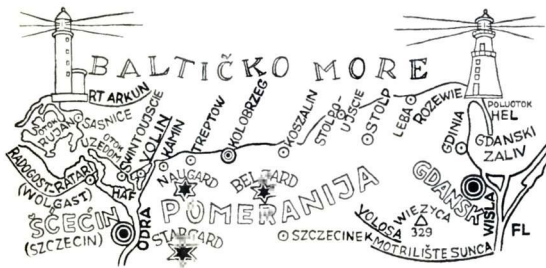 BALTIČKO MORE
RT ARKUN
OTOK
RUJAN
SASNICE
OTOK
UZEDOM
SWINTOUJSCIE
VOLIN
KAMIN
TREPTOW
KOLOBRZEG
KOSZALIN
STOLPO-
UJSCIE
STOLP
LEBA
ROZEWIE
POLUOTOK
HEL
GDINIA
GDANSKI
ZALIV
RADOGOST-RATARI
(WOLGAST)
HAF
NAUGARD
BELGARD
GDANSK
ŠĆEĆIN
(SZCZECIN)
ODRA
POMERANIJA
STARGARD
SZCZECINEK
VOLOSA
WIEZYCA
329
MOTRILIŠTE SUNCA
WISLA
FL